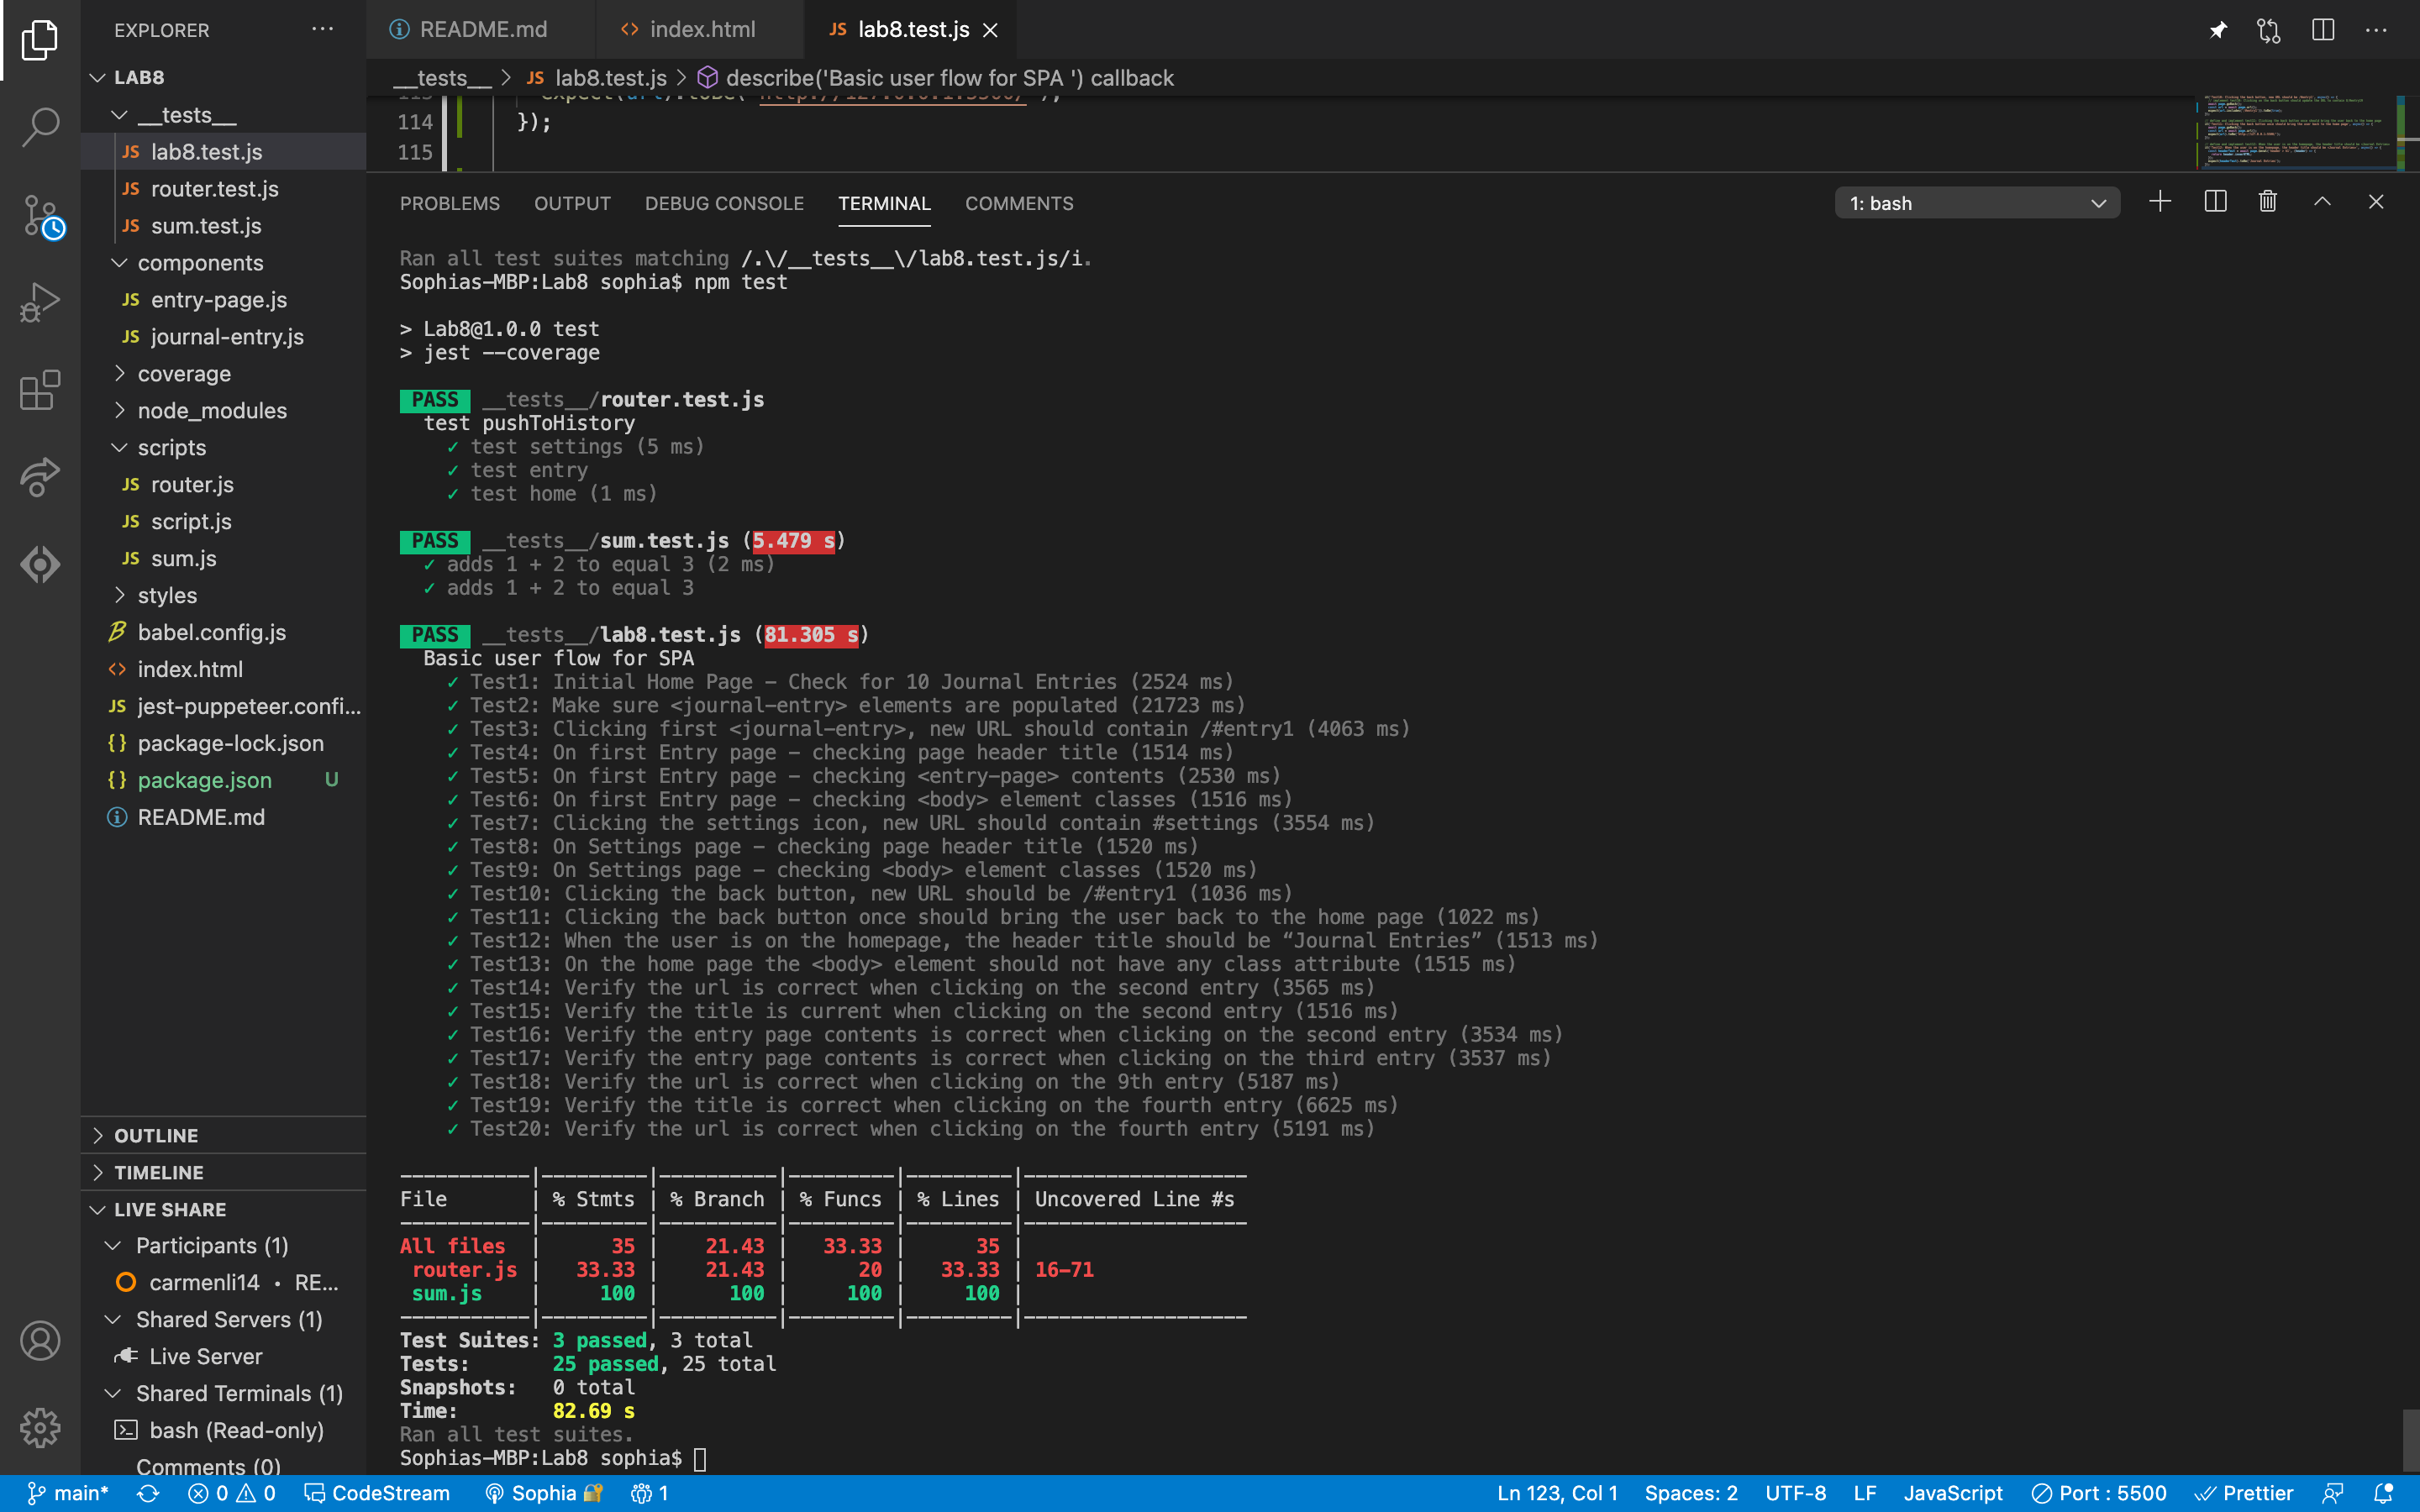 EXPLORER
LAB8
__tests__
JS lab8.test.js
JS router.test.js
JS sum.test.js
components
JS entry-page.js
JS journal-entry.js
coverage
node_modules
scripts
JS router.js
JS script.js
JS sum.js
styles
babel.config.js
index.html
JS jest-puppeteer.confi...
{} package-lock.json
{} package.json U
README.md
OUTLINE
TIMELINE
LIVE SHARE
Participants (1)
carmenli14 • RE...
Shared Servers (1)
Live Server
Shared Terminals (1)
bash (Read-only)
Comments (0)
README.md
<> index.html
JS lab8.test.js
__tests__ > JS lab8.test.js > describe('Basic user flow for SPA ') callback
114 });
115
PROBLEMS OUTPUT DEBUG CONSOLE TERMINAL COMMENTS
1: bash
Ran all test suites matching /.\/__tests__\/lab8.test.js/i.
Sophias-MBP:Lab8 sophia$ npm test
> Lab8@1.0.0 test
> jest --coverage
PASS __tests__/router.test.js
test pushToHistory
✓ test settings (5 ms)
✓ test entry
✓ test home (1 ms)
PASS __tests__/sum.test.js (5.479 s)
✓ adds 1 + 2 to equal 3 (2 ms)
✓ adds 1 + 2 to equal 3
PASS __tests__/lab8.test.js (81.305 s)
Basic user flow for SPA
✓ Test1: Initial Home Page - Check for 10 Journal Entries (2524 ms)
✓ Test2: Make sure <journal-entry> elements are populated (21723 ms)
✓ Test3: Clicking first <journal-entry>, new URL should contain /#entry1 (4063 ms)
✓ Test4: On first Entry page - checking page header title (1514 ms)
✓ Test5: On first Entry page - checking <entry-page> contents (2530 ms)
✓ Test6: On first Entry page - checking <body> element classes (1516 ms)
✓ Test7: Clicking the settings icon, new URL should contain #settings (3554 ms)
✓ Test8: On Settings page - checking page header title (1520 ms)
✓ Test9: On Settings page - checking <body> element classes (1520 ms)
✓ Test10: Clicking the back button, new URL should be /#entry1 (1036 ms)
✓ Test11: Clicking the back button once should bring the user back to the home page (1022 ms)
✓ Test12: When the user is on the homepage, the header title should be “Journal Entries” (1513 ms)
✓ Test13: On the home page the <body> element should not have any class attribute (1515 ms)
✓ Test14: Verify the url is correct when clicking on the second entry (3565 ms)
✓ Test15: Verify the title is current when clicking on the second entry (1516 ms)
✓ Test16: Verify the entry page contents is correct when clicking on the second entry (3534 ms)
✓ Test17: Verify the entry page contents is correct when clicking on the third entry (3537 ms)
✓ Test18: Verify the url is correct when clicking on the 9th entry (5187 ms)
✓ Test19: Verify the title is correct when clicking on the fourth entry (6625 ms)
✓ Test20: Verify the url is correct when clicking on the fourth entry (5191 ms)
File | % Stmts | % Branch | % Funcs | % Lines | Uncovered Line #s
All files | 35 | 21.43 | 33.33 | 35 |
router.js | 33.33 | 21.43 | 20 | 33.33 | 16-71
sum.js | 100 | 100 | 100 | 100 |
Test Suites: 3 passed, 3 total
Tests: 25 passed, 25 total
Snapshots: 0 total
Time: 82.69 s
Ran all test suites.
Sophias-MBP:Lab8 sophia$
main* 0 0 CodeStream Sophia 1 Ln 123, Col 1 Spaces: 2 UTF-8 LF JavaScript Port : 5500 Prettier